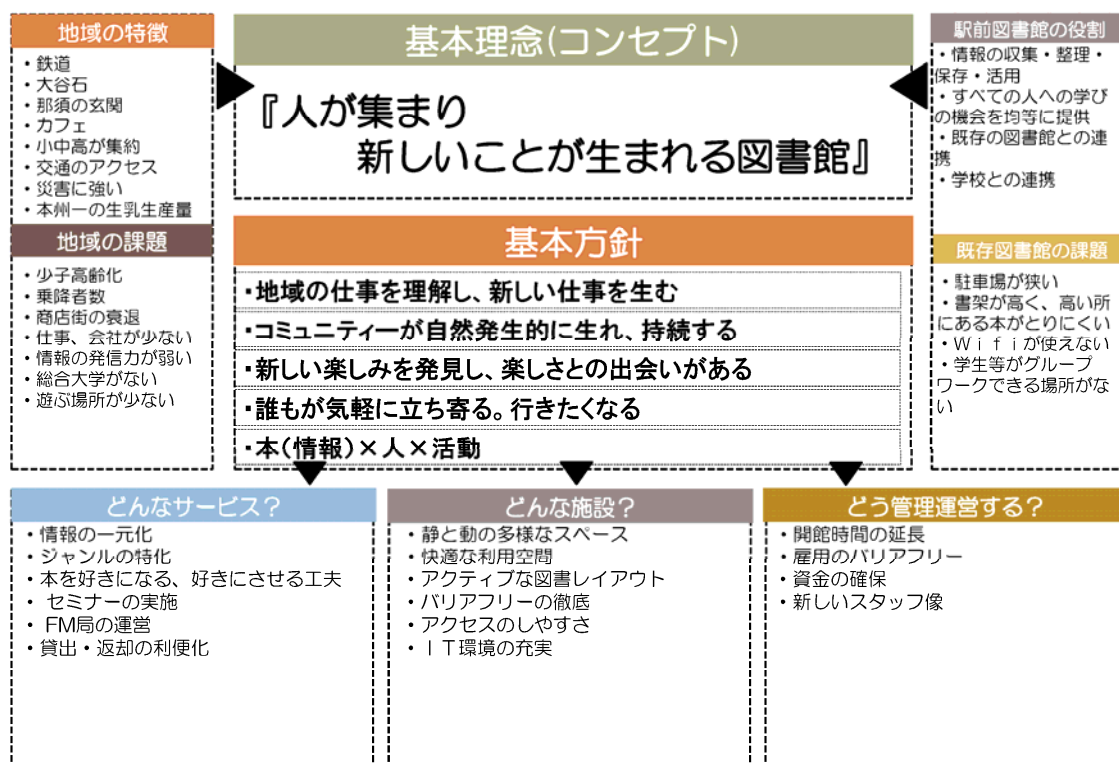 地域の特徴
・鉄道
・大谷石
・那須の玄関
・カフェ
・小中高が集約
・交通のアクセス
・災害に強い
・本州一の生乳生産量
地域の課題
・少子高齢化
・乗降者数
・商店街の衰退
・仕事、会社が少ない
・情報の発信力が弱い
・総合大学がない
・遊ぶ場所が少ない
基本理念(コンセプト)
『人が集まり
新しいことが生まれる図書館』
基本方針
・地域の仕事を理解し、新しい仕事を生む
・コミュニティーが自然発生的に生れ、持続する
・新しい楽しみを発見し、楽しさとの出会いがある
・誰もが気軽に立ち寄る。行きたくなる
・本(情報)×人×活動
駅前図書館の役割
・情報の収集・整理・
保存・活用
・すべての人への学び
の機会を均等に提供
・既存の図書館との連
携
・学校との連携
既存図書館の課題
・駐車場が狭い
・書架が高く、高い所
にある本がとりにくい
・Ｗｉｆｉが使えない
・学生等がグループ
ワークできる場所がな
い
どんなサービス？
・情報の一元化
・ジャンルの特化
・本を好きになる、好きにさせる工夫
・セミナーの実施
・FM局の運営
・貸出・返却の利便化
どんな施設？
・静と動の多様なスペース
・快適な利用空間
・アクティブな図書レイアウト
・バリアフリーの徹底
・アクセスのしやすさ
・ＩＴ環境の充実
どう管理運営する？
・開館時間の延長
・雇用のバリアフリー
・資金の確保
・新しいスタッフ像